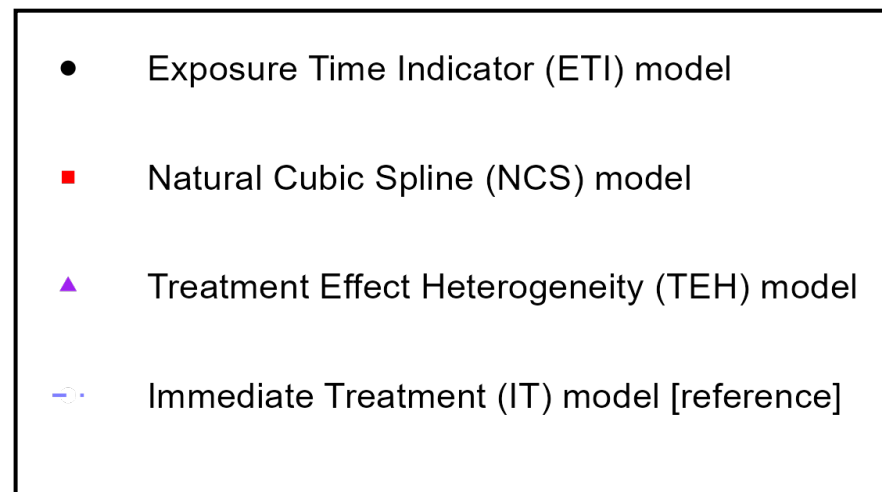 Exposure Time Indicator (ETI) model
Natural Cubic Spline (NCS) model
Treatment Effect Heterogeneity (TEH) model
Immediate Treatment (IT) model [reference]